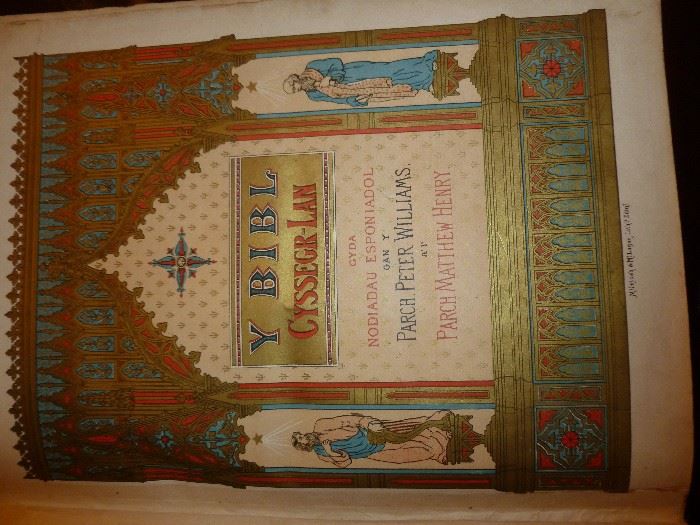 Y BIBL
CYSSEGR-LAN
GYDA
NODIADAU ESPONIADOL
GAN Y
PARCH. PETER WILLIAMS.
A'R
PARCH MATTHEW HENRY.